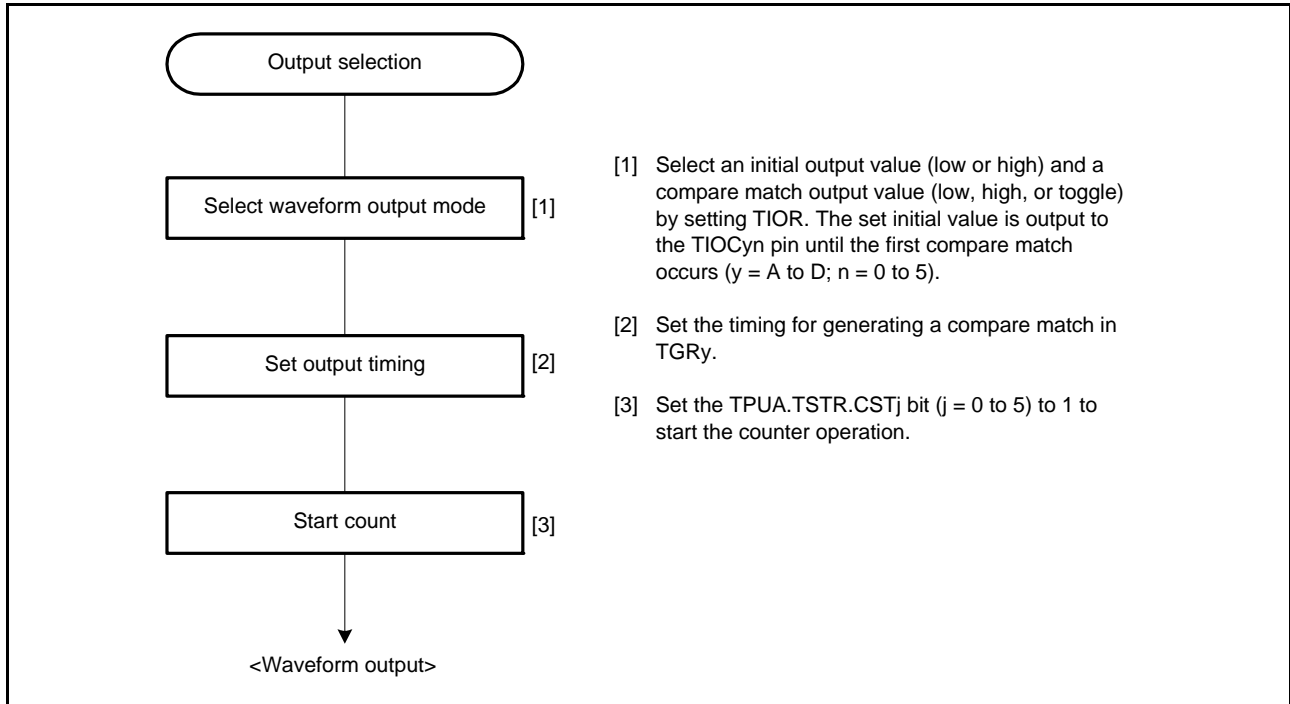 Output selection
Select waveform output mode
[1]
Set output timing
[2]
Start count
[3]
<Waveform output>
[1] Select an initial output value (low or high) and a
compare match output value (low, high, or toggle)
by setting TIOR. The set initial value is output to
the TIOCyn pin until the first compare match
occurs (y = A to D; n = 0 to 5).
[2] Set the timing for generating a compare match in
TGRy.
[3] Set the TPUA.TSTR.CSTj bit (j = 0 to 5) to 1 to
start the counter operation.